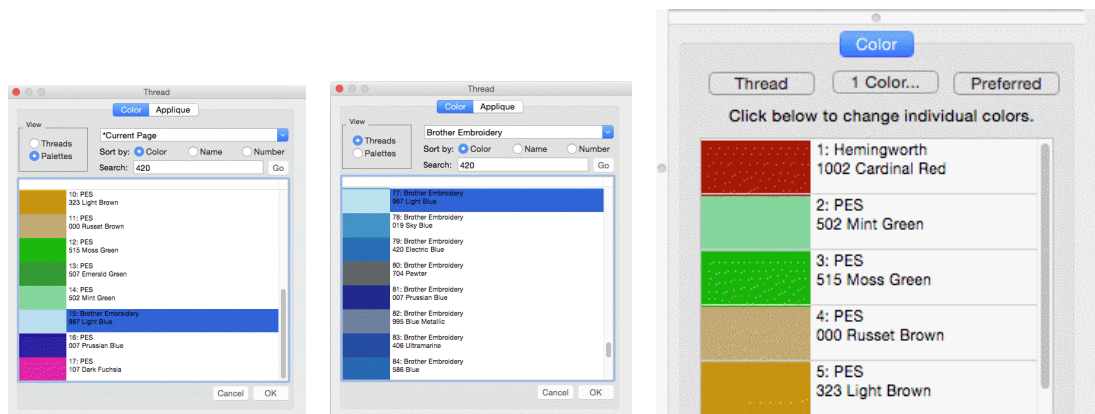 Thread
Color Applique
View
Threads
Palettes
*Current Page
Sort by: Color Name Number
Search: 420 Go
10: PES
323 Light Brown
11: PES
000 Russet Brown
12: PES
515 Moss Green
13: PES
507 Emerald Green
14: PES
502 Mint Green
15: Brother Embroidery
987 Light Blue
16: PES
007 Prussian Blue
17: PES
107 Dark Fuchsia
Cancel OK
Thread
Color Applique
View
Threads
Palettes
Brother Embroidery
Sort by: Color Name Number
Search: 420 Go
77: Brother Embroidery
987 Light Blue
78: Brother Embroidery
019 Sky Blue
79: Brother Embroidery
420 Electric Blue
80: Brother Embroidery
704 Pewter
81: Brother Embroidery
007 Prussian Blue
82: Brother Embroidery
995 Blue Metallic
83: Brother Embroidery
406 Ultramarine
84: Brother Embroidery
586 Blue
Cancel OK
Color
Thread 1 Color... Preferred
Click below to change individual colors.
1: Hemingworth
1002 Cardinal Red
2: PES
502 Mint Green
3: PES
515 Moss Green
4: PES
000 Russet Brown
5: PES
323 Light Brown